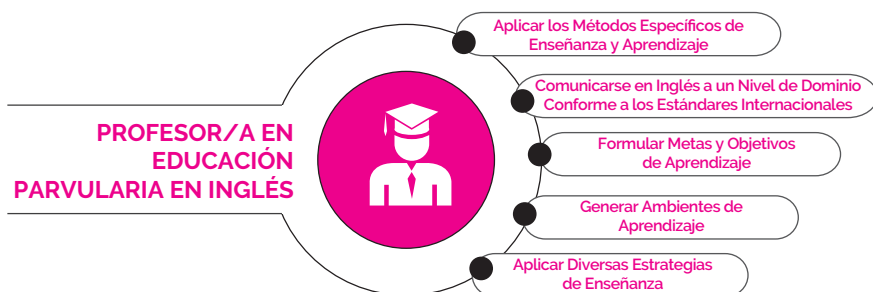 PROFESOR/A EN
EDUCACIÓN
PARVULARIA EN INGLÉS
Aplicar los Métodos Específicos de
Enseñanza y Aprendizaje
Comunicarse en Inglés a un Nivel de Dominio
Conforme a los Estándares Internacionales
Formular Metas y Objetivos
de Aprendizaje
Generar Ambientes de
Aprendizaje
Aplicar Diversas Estrategias
de Enseñanza